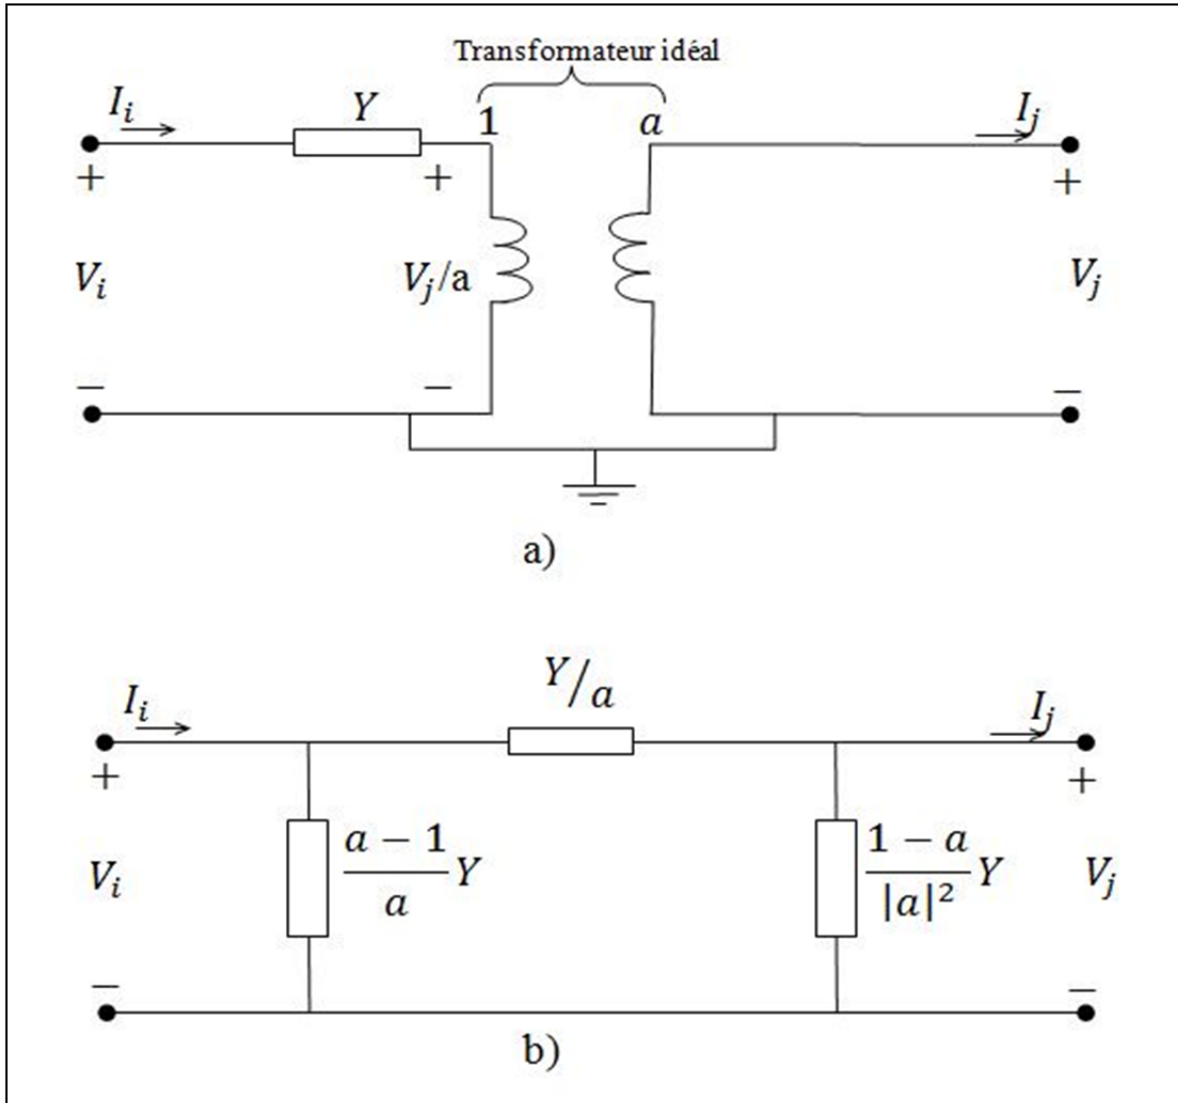 Transformateur idéal
I_i Y 1 a I_j
+ + +
V_i V_j/a V_j
− − −
a)
Y/a
I_i I_j
+ +
V_i a − 1 / a Y 1 − a / |a|² Y V_j
− −
b)